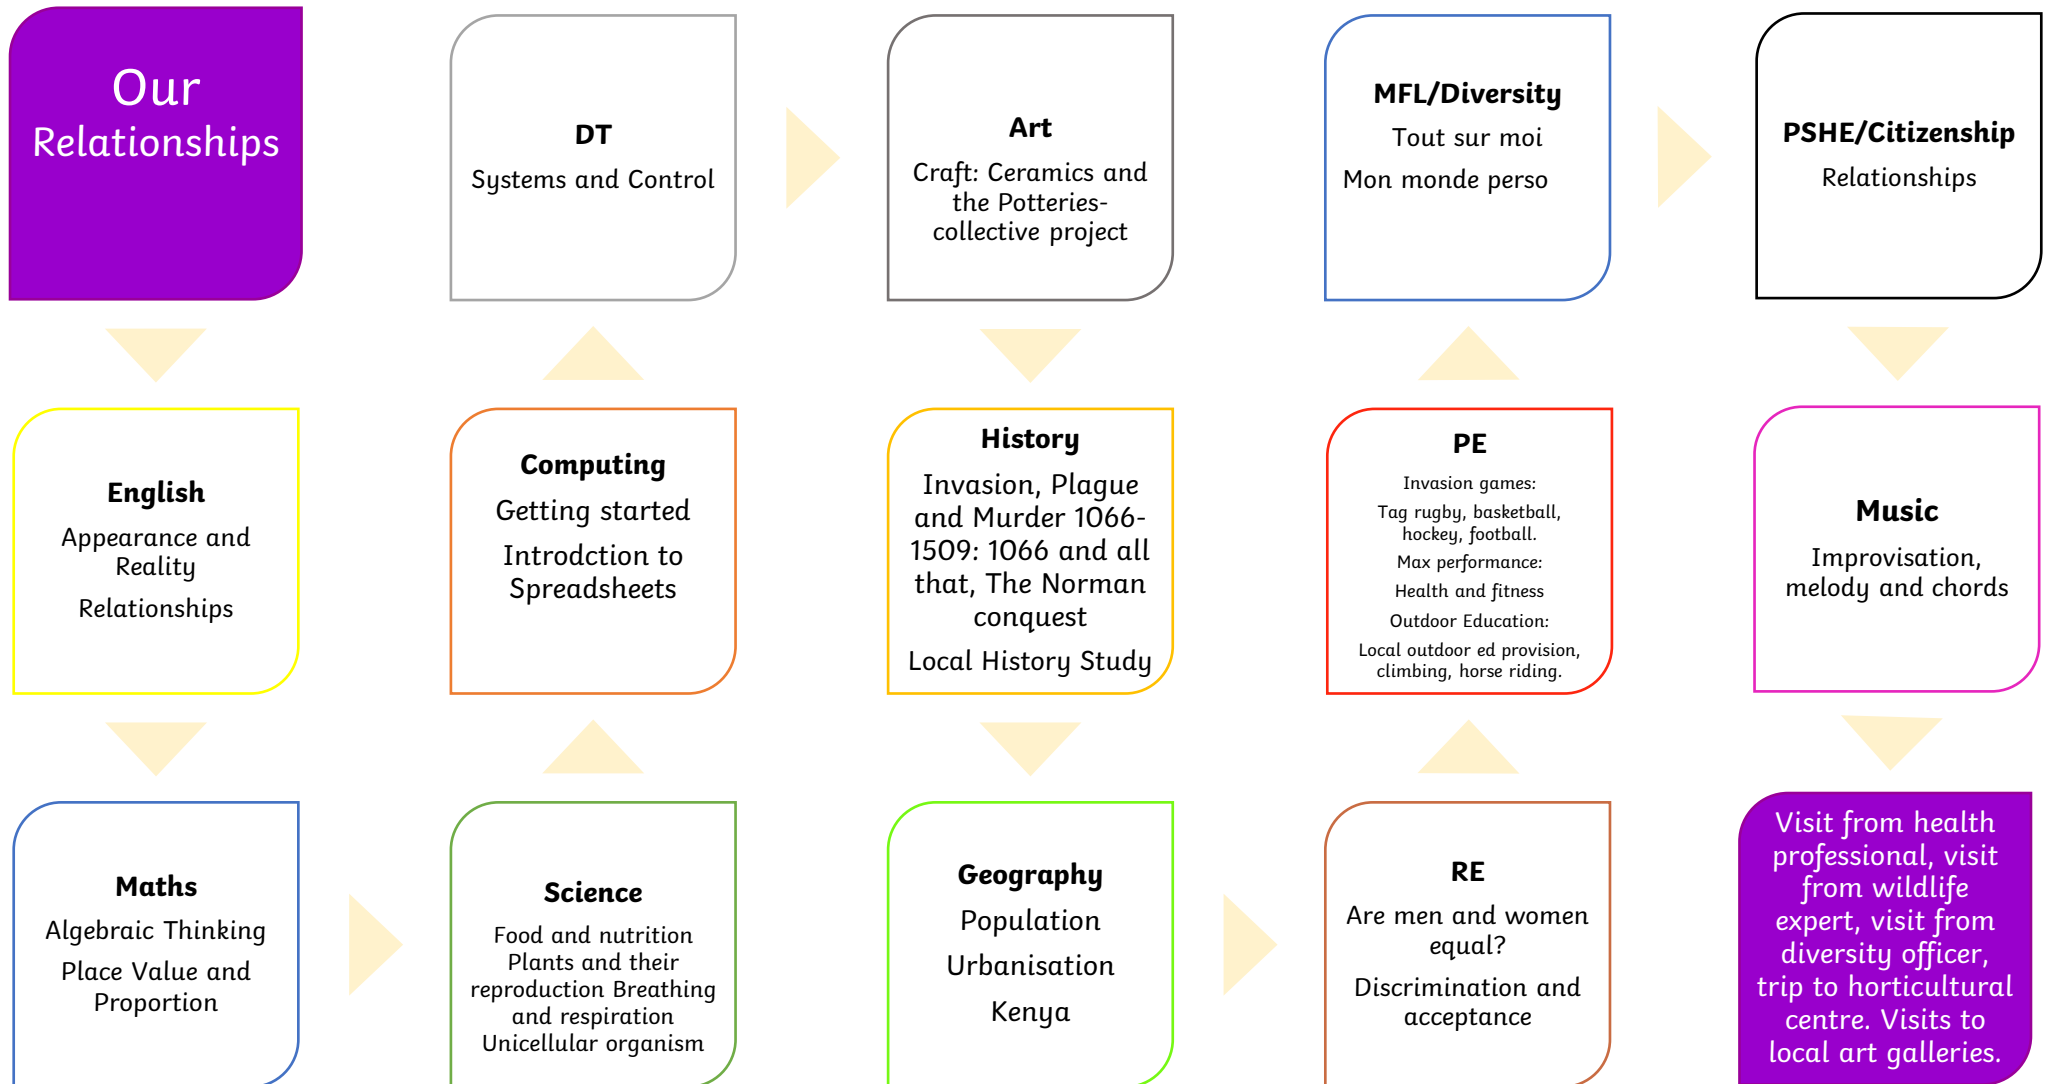 Our
Relationships
English
Appearance and
Reality
Relationships
Maths
Algebraic Thinking
Place Value and
Proportion
Science
Food and nutrition
Plants and their
reproduction Breathing
and respiration
Unicellular organism
Computing
Getting started
Introdction to
Spreadsheets
DT
Systems and Control
Art
Craft: Ceramics and
the Potteries-
collective project
History
Invasion, Plague
and Murder 1066-
1509: 1066 and all
that, The Norman
conquest
Local History Study
Geography
Population
Urbanisation
Kenya
RE
Are men and women
equal?
Discrimination and
acceptance
PE
Invasion games:
Tag rugby, basketball,
hockey, football.
Max performance:
Health and fitness
Outdoor Education:
Local outdoor ed provision,
climbing, horse riding.
MFL/Diversity
Tout sur moi
Mon monde perso
PSHE/Citizenship
Relationships
Music
Improvisation,
melody and chords
Visit from health
professional, visit
from wildlife
expert, visit from
diversity officer,
trip to horticultural
centre. Visits to
local art galleries.